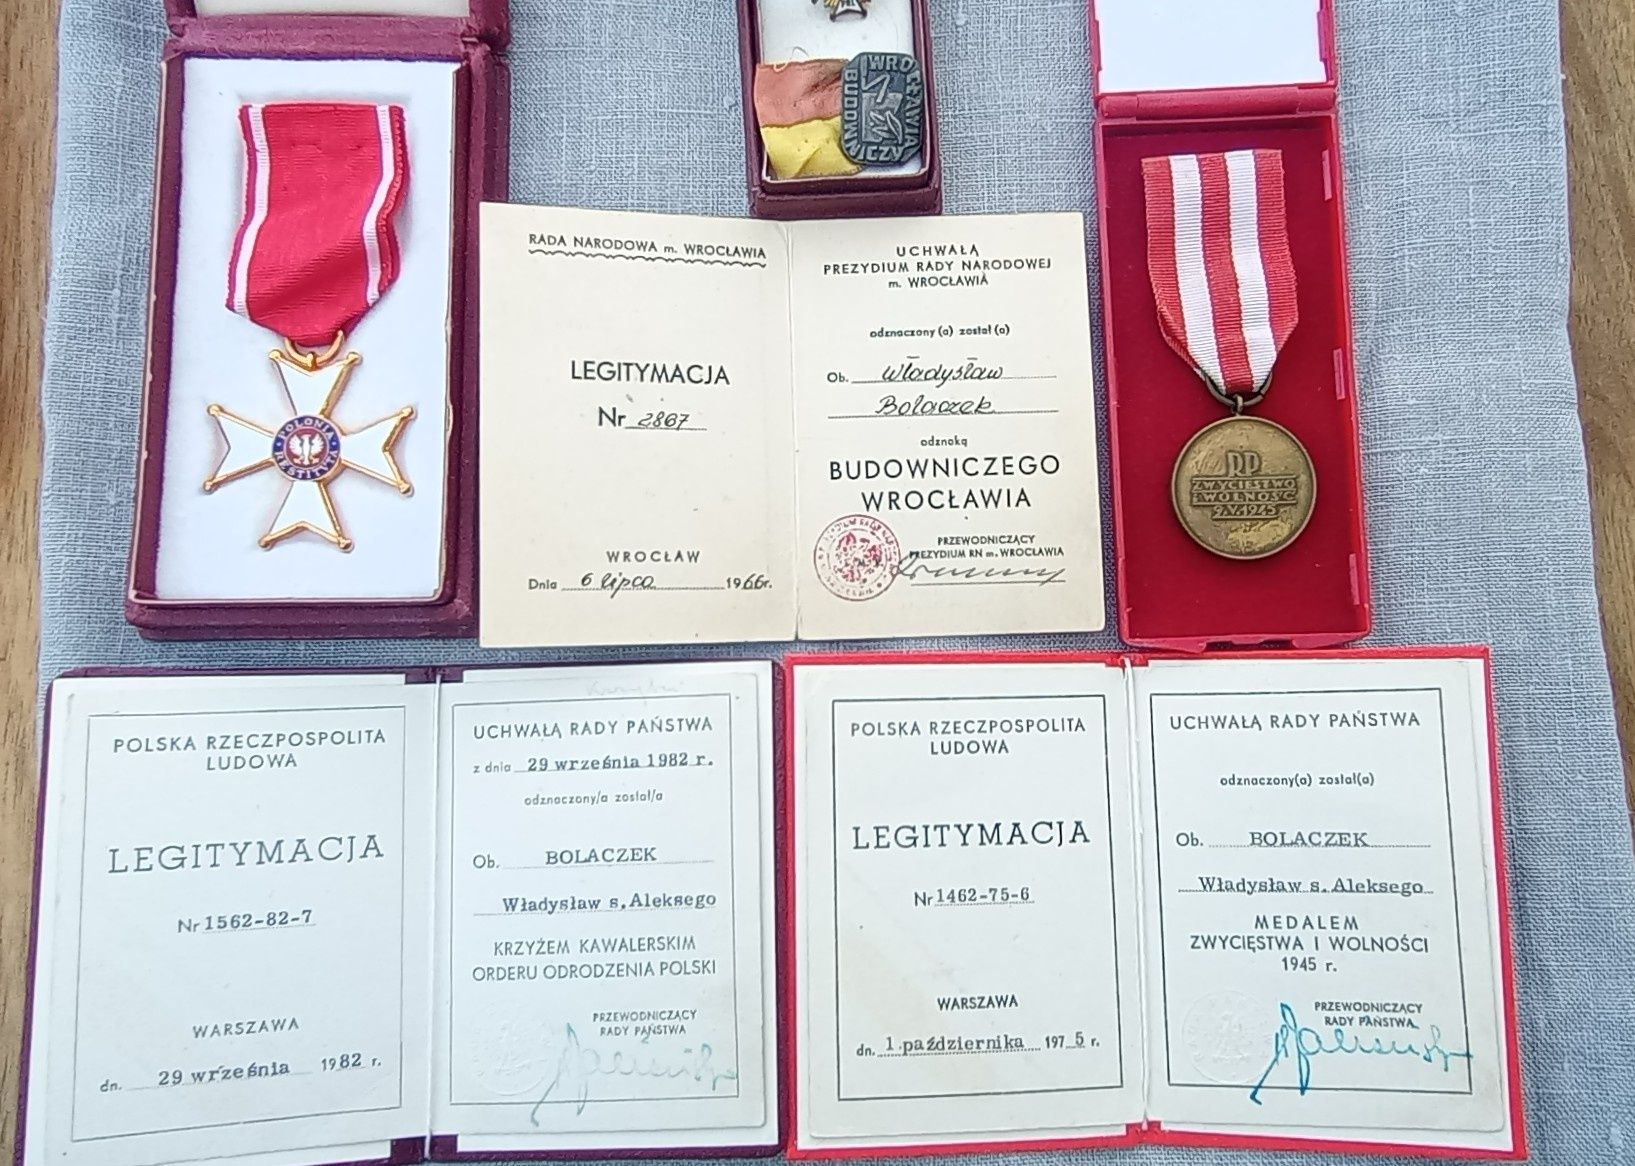 BUDOWNICZY WROCŁAWIA
POLONIA RESTITUTA
RP
ZWYCIĘSTWO
I WOLNOŚĆ
9.V.1945
RADA NARODOWA m. WROCŁAWIA
LEGITYMACJA
Nr 2867
WROCŁAW
Dnia 6 lipca 1966 r.
UCHWAŁĄ
PREZYDIUM RADY NARODOWEJ
m. WROCŁAWIA
odznaczony (a) został (a)
Ob. Władysław
Bolaczek
odznaką
BUDOWNICZEGO
WROCŁAWIA
PRZEWODNICZĄCY
PREZYDIUM RN m. WROCŁAWIA
POLSKA RZECZPOSPOLITA
LUDOWA
LEGITYMACJA
Nr 1562-82-7
WARSZAWA
dn. 29 września 1982 r.
UCHWAŁĄ RADY PAŃSTWA
z dnia 29 września 1982 r.
odznaczony/a został/a
Ob. BOLACZEK
Władysław s. Aleksego
KRZYŻEM KAWALERSKIM
ORDERU ODRODZENIA POLSKI
PRZEWODNICZĄCY
RADY PAŃSTWA
POLSKA RZECZPOSPOLITA
LUDOWA
LEGITYMACJA
Nr 1462-75-6
WARSZAWA
dn. 1 października 1975 r.
UCHWAŁĄ RADY PAŃSTWA
odznaczony(a) został(a)
Ob. BOLACZEK
Władysław s. Aleksego
MEDALEM
ZWYCIĘSTWA I WOLNOŚCI
1945 r.
PRZEWODNICZĄCY
RADY PAŃSTWA